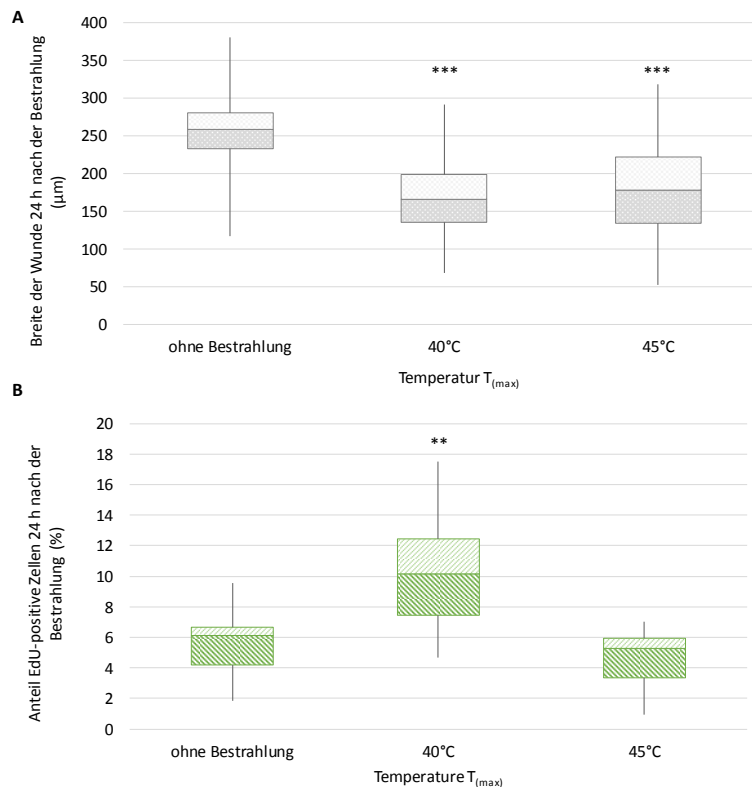 A
Breite der Wunde 24 h nach der Bestrahlung
(µm)
400
350
300
250
200
150
100
50
0
***
***
ohne Bestrahlung
40°C
45°C
Temperatur T(max)
B
Anteil EdU-positive Zellen 24 h nach der
Bestrahlung (%)
20
18
16
14
12
10
8
6
4
2
0
**
ohne Bestrahlung
40°C
45°C
Temperature T(max)